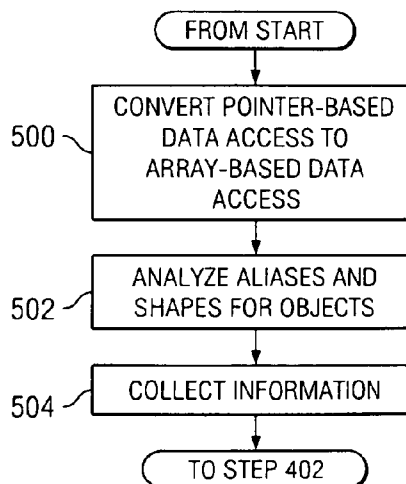 FROM START
500
CONVERT POINTER-BASED
DATA ACCESS TO
ARRAY-BASED DATA
ACCESS
502
ANALYZE ALIASES AND
SHAPES FOR OBJECTS
504
COLLECT INFORMATION
TO STEP 402